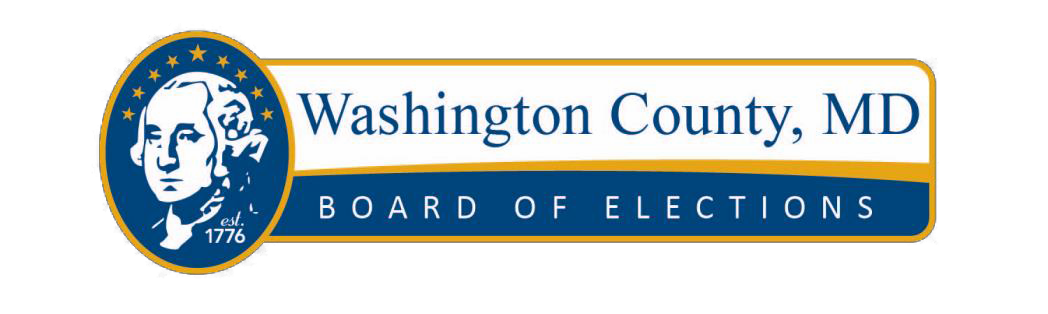 Washington County, MD
BOARD OF ELECTIONS
est.
1776